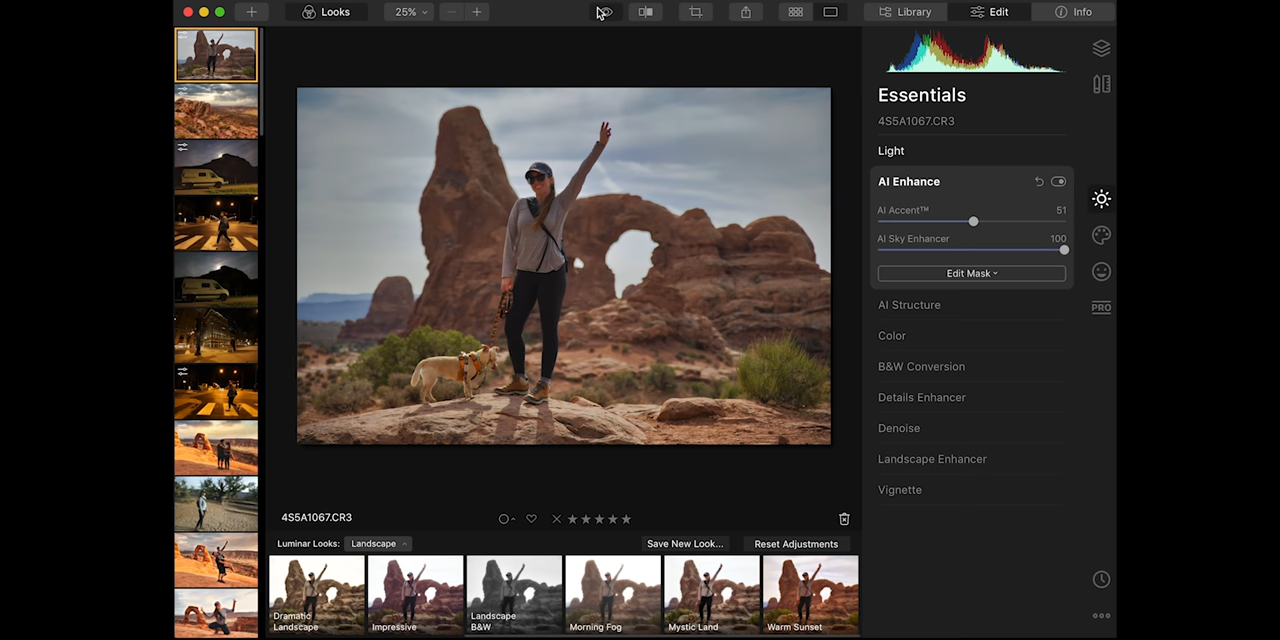 Looks
25%
Library
Edit
Info
Essentials
4S5A1067.CR3
Light
AI Enhance
AI Accent™
51
AI Sky Enhancer
100
Edit Mask
AI Structure
Color
B&W Conversion
Details Enhancer
Denoise
Landscape Enhancer
Vignette
PRO
4S5A1067.CR3
Luminar Looks:
Landscape
Save New Look...
Reset Adjustments
Dramatic
Landscape
Impressive
Landscape
B&W
Morning Fog
Mystic Land
Warm Sunset